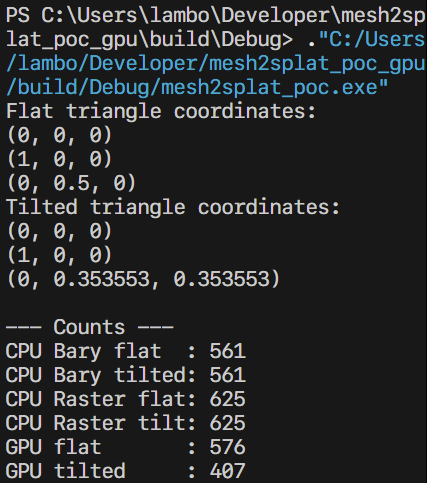 PS C:\Users\lambo\Developer\mesh2sp
lat_poc_gpu\build\Debug> ."C:/Users
/lambo/Developer/mesh2splat_poc_gpu
/build/Debug/mesh2splat_poc.exe"
Flat triangle coordinates:
(0, 0, 0)
(1, 0, 0)
(0, 0.5, 0)
Tilted triangle coordinates:
(0, 0, 0)
(1, 0, 0)
(0, 0.353553, 0.353553)

--- Counts ---
CPU Bary flat  : 561
CPU Bary tilted: 561
CPU Raster flat: 625
CPU Raster tilt: 625
GPU flat       : 576
GPU tilted     : 407